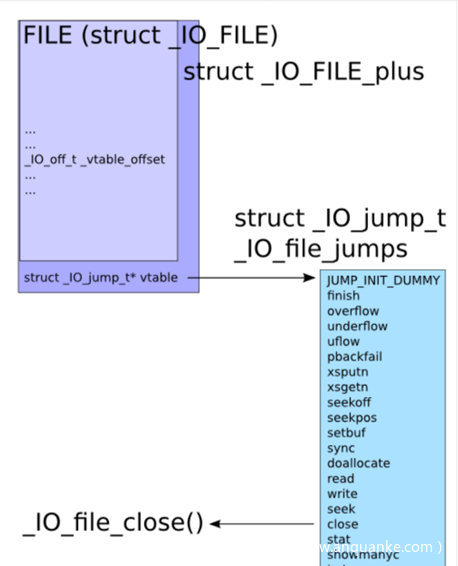 FILE (struct _IO_FILE)
struct _IO_FILE_plus
...
...
_IO_off_t _vtable_offset
...
...
struct _IO_jump_t
_IO_file_jumps
struct _IO_jump_t* vtable
JUMP_INIT_DUMMY
finish
overflow
underflow
uflow
pbackfail
xsputn
xsgetn
seekoff
seekpos
setbuf
sync
doallocate
read
write
seek
_IO_file_close()
close
stat
showmanyc
w.anquanke.com )